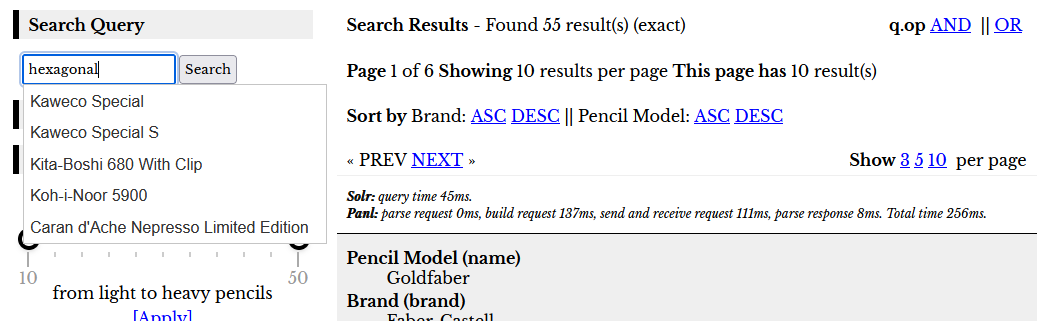 Search Query
hexagonal Search
Kaweco Special
Kaweco Special S
Kita-Boshi 680 With Clip
Koh-i-Noor 5900
Caran d'Ache Nepresso Limited Edition
10 50
from light to heavy pencils
[Apply]
Search Results - Found 55 result(s) (exact) q.op AND || OR
Page 1 of 6 Showing 10 results per page This page has 10 result(s)
Sort by Brand: ASC DESC || Pencil Model: ASC DESC
« PREV NEXT » Show 3 5 10 per page
Solr: query time 45ms.
Panl: parse request 0ms, build request 137ms, send and receive request 111ms, parse response 8ms. Total time 256ms.
Pencil Model (name)
Goldfaber
Brand (brand)
Faber-Castell